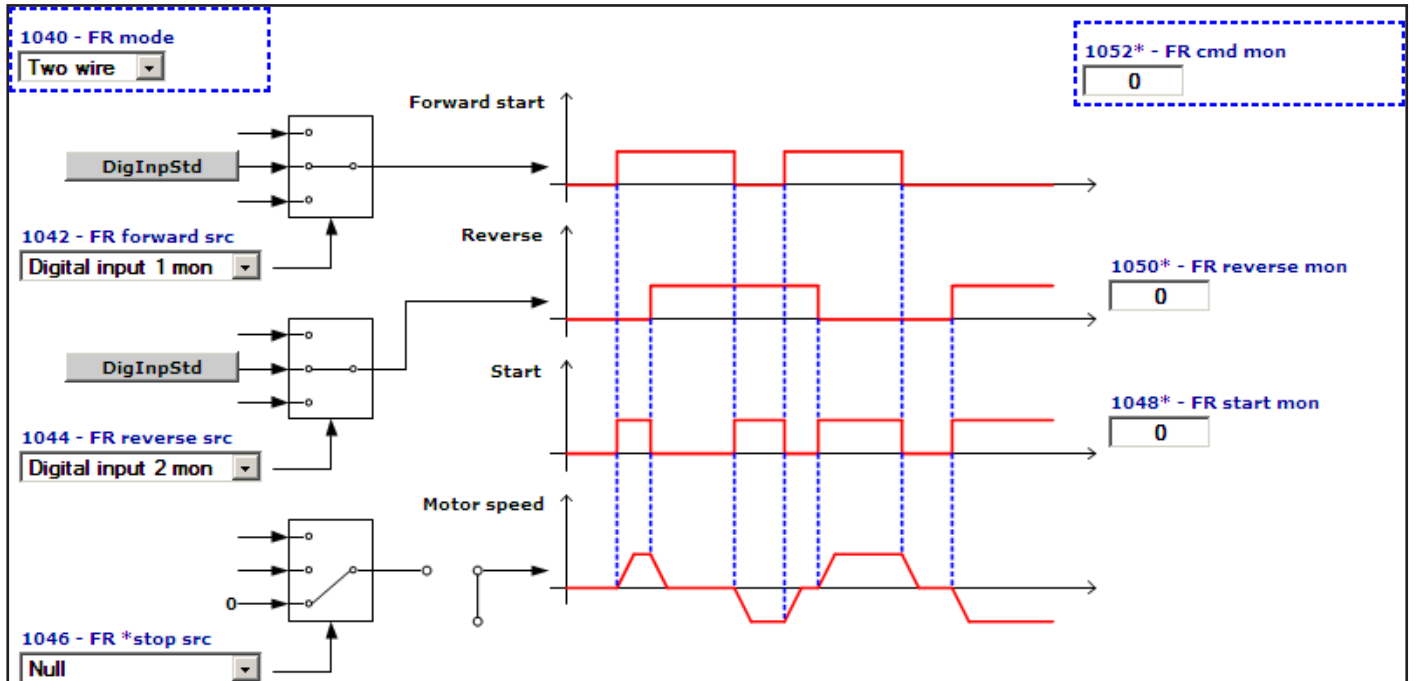 1040 - FR mode
Two wire
1052* - FR cmd mon
0
Forward start
DigInpStd
1042 - FR forward src
Digital input 1 mon
Reverse
1050* - FR reverse mon
0
DigInpStd
Start
1048* - FR start mon
0
1044 - FR reverse src
Digital input 2 mon
Motor speed
0
1046 - FR *stop src
Null